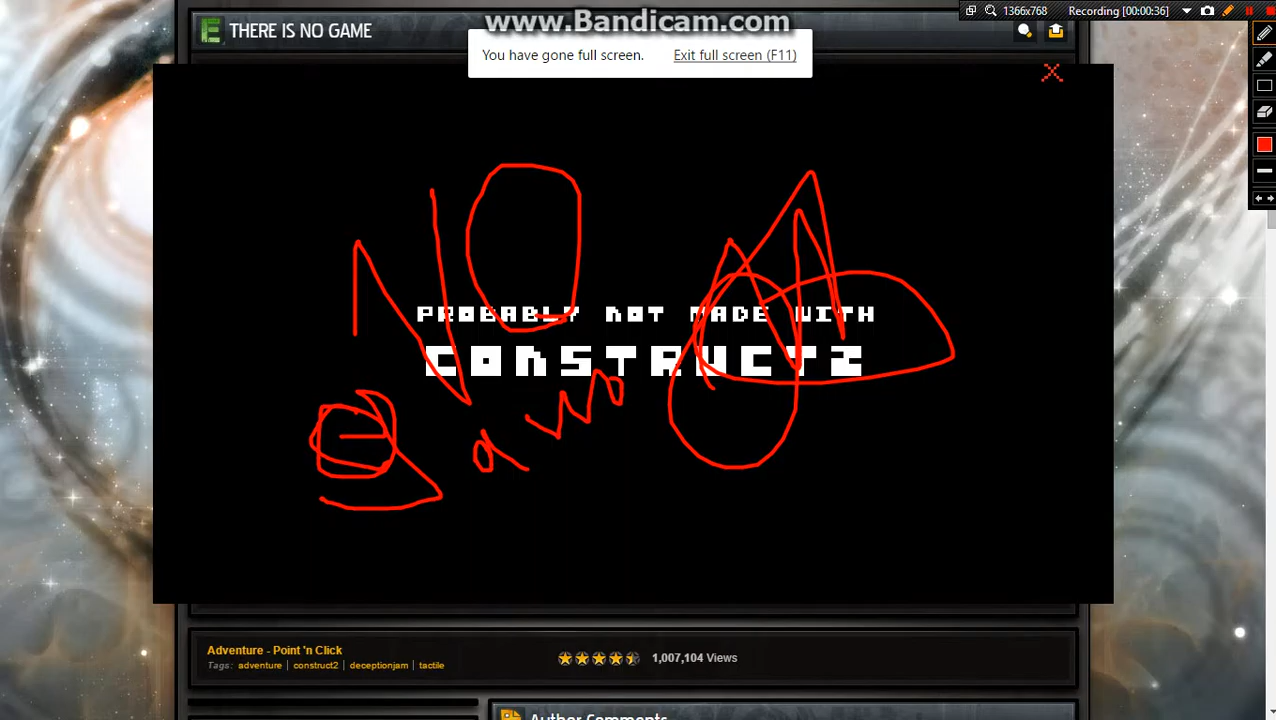 www.Bandicam.com
1366x768 Recording [00:00:36]
THERE IS NO GAME
You have gone full screen. Exit full screen (F11)
NO
PROBABLY NOT MADE WITH
CONSTRUCT2
Adventure - Point 'n Click
Tags: adventure | construct2 | deceptionjam | tactile
1,007,104 Views
Author Comments